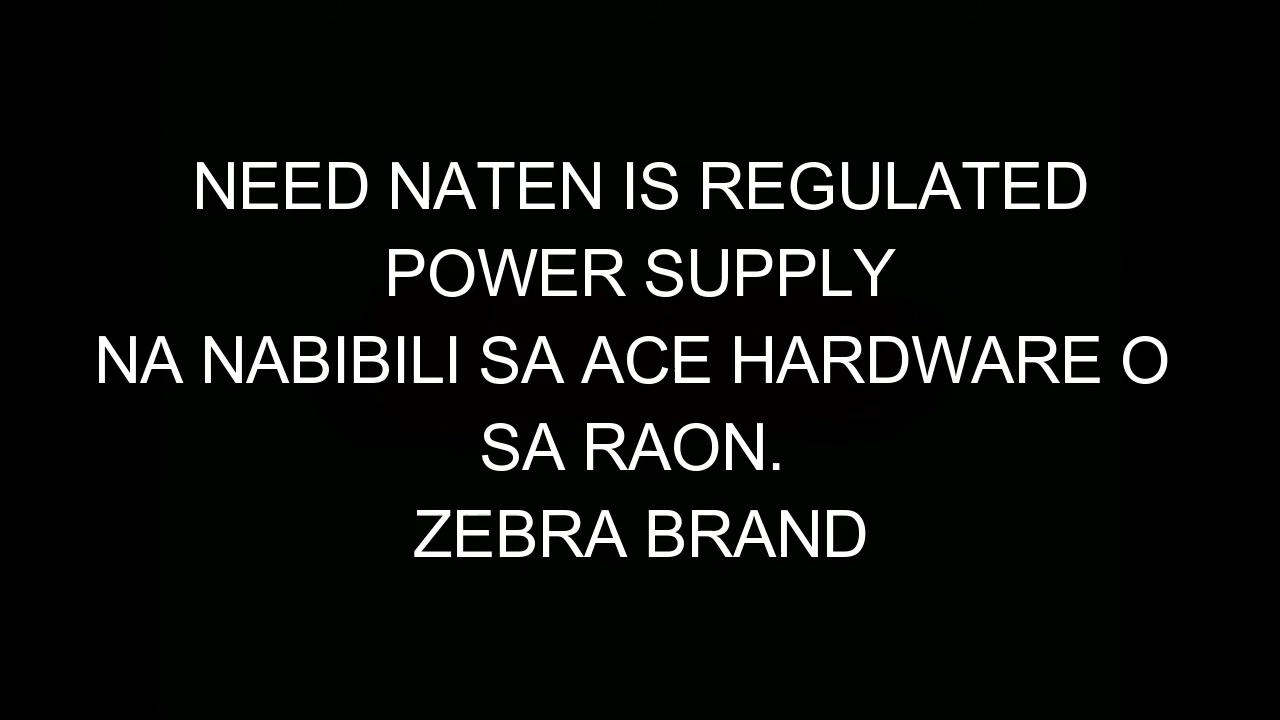 NEED NATEN IS REGULATED
POWER SUPPLY
NA NABIBILI SA ACE HARDWARE O
SA RAON.
ZEBRA BRAND